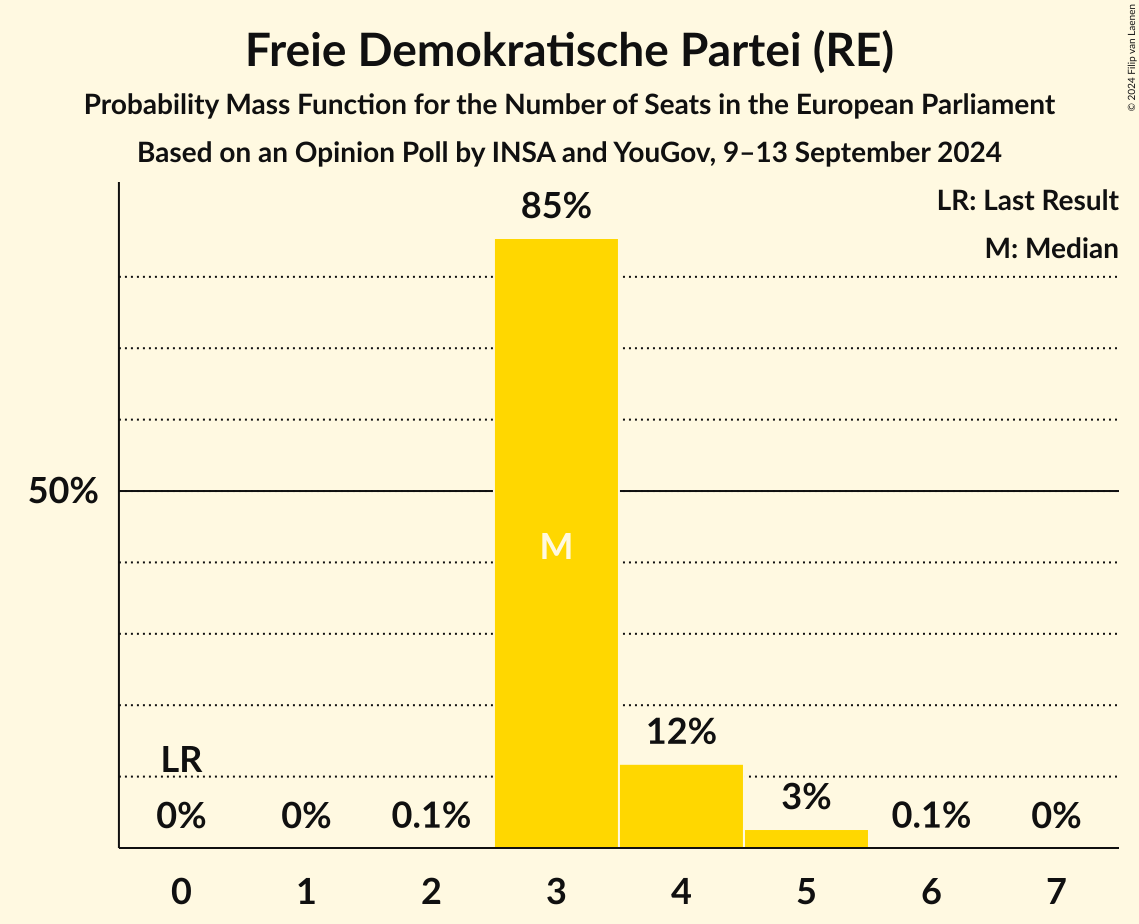 Freie Demokratische Partei (RE)
Probability Mass Function for the Number of Seats in the European Parliament
Based on an Opinion Poll by INSA and YouGov, 9–13 September 2024
© 2024 Filip van Laenen
LR: Last Result
M: Median
85%
50%
M
12%
LR
3%
0%
0%
0.1%
0.1%
0%
0 1 2 3 4 5 6 7